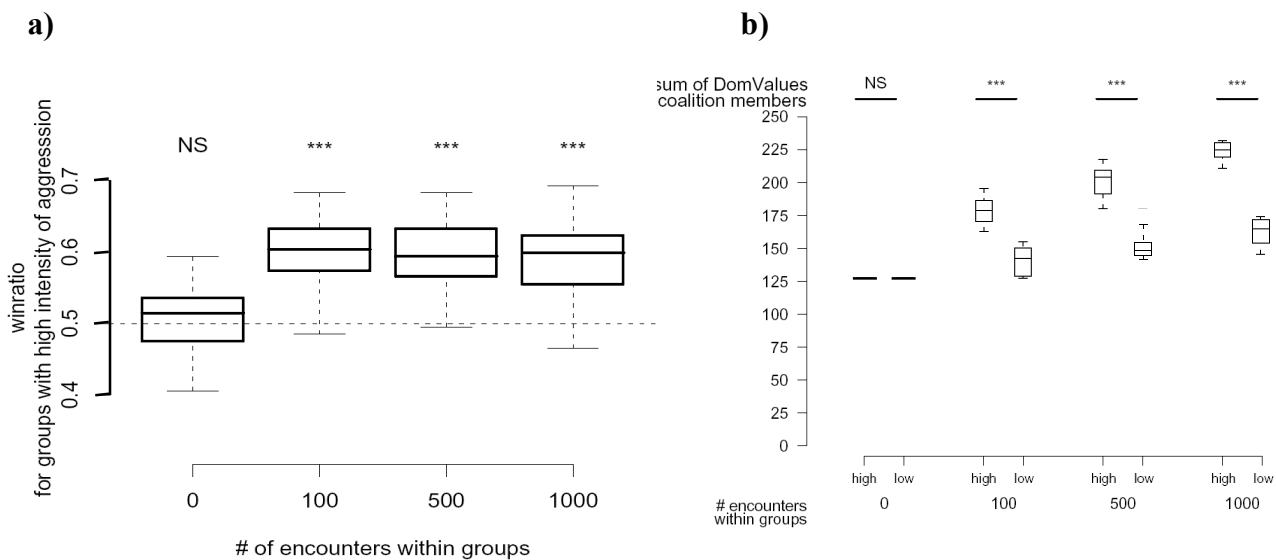 a)
winratio
for groups with high intensity of aggresssion
0.7
0.6
0.5
0.4
NS
***
***
***
0
100
500
1000
# of encounters within groups
b)
sum of DomValues
coalition members
NS
***
***
***
250
225
200
175
150
125
100
75
50
25
0
high low high low high low high low
# encounters
within groups
0
100
500
1000